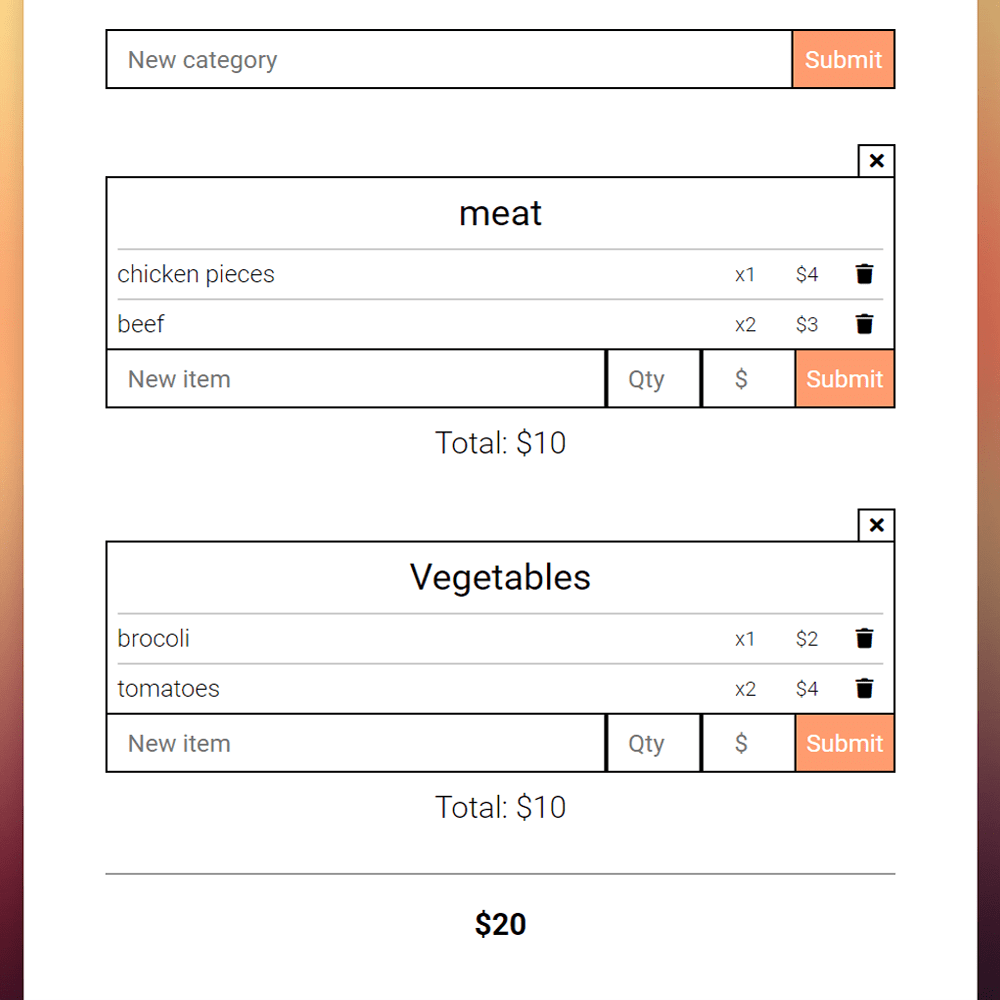 New category Submit
×
meat
chicken pieces x1 $4
beef x2 $3
New item Qty $ Submit
Total: $10
×
Vegetables
brocoli x1 $2
tomatoes x2 $4
New item Qty $ Submit
Total: $10
$20